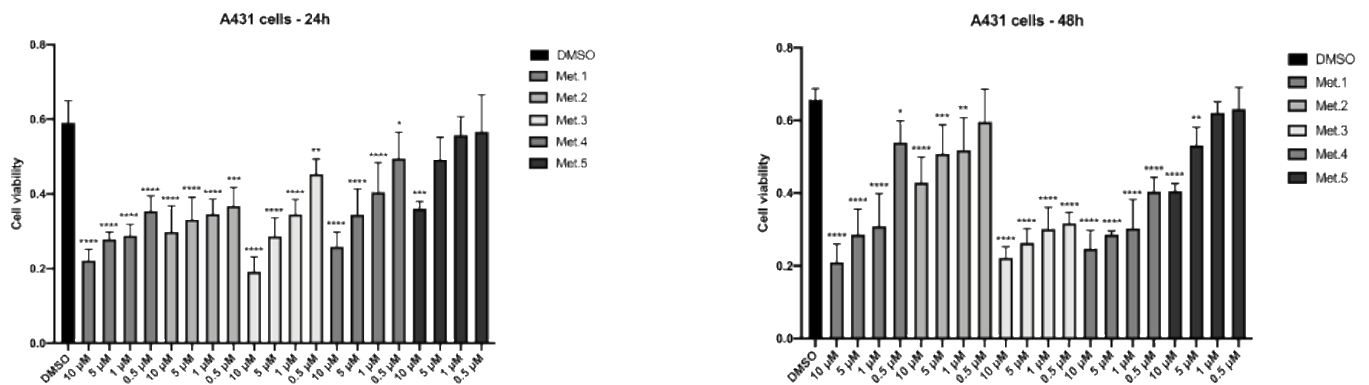 A431 cells - 24h
0.8
0.6
0.4
0.2
0.0
Cell viability
****
****
****
****
****
****
****
***
****
****
****
**
****
****
****
*
***
DMSO
10 µM
5 µM
1 µM
0.5 µM
10 µM
5 µM
1 µM
0.5 µM
10 µM
5 µM
1 µM
0.5 µM
10 µM
5 µM
1 µM
0.5 µM
10 µM
5 µM
1 µM
0.5 µM
DMSO
Met.1
Met.2
Met.3
Met.4
Met.5
A431 cells - 48h
0.8
0.6
0.4
0.2
0.0
Cell viability
****
****
****
*
****
***
**
****
****
****
****
****
****
****
****
****
**
DMSO
10 µM
5 µM
1 µM
0.5 µM
10 µM
5 µM
1 µM
0.5 µM
10 µM
5 µM
1 µM
0.5 µM
10 µM
5 µM
1 µM
0.5 µM
10 µM
5 µM
1 µM
0.5 µM
DMSO
Met.1
Met.2
Met.3
Met.4
Met.5